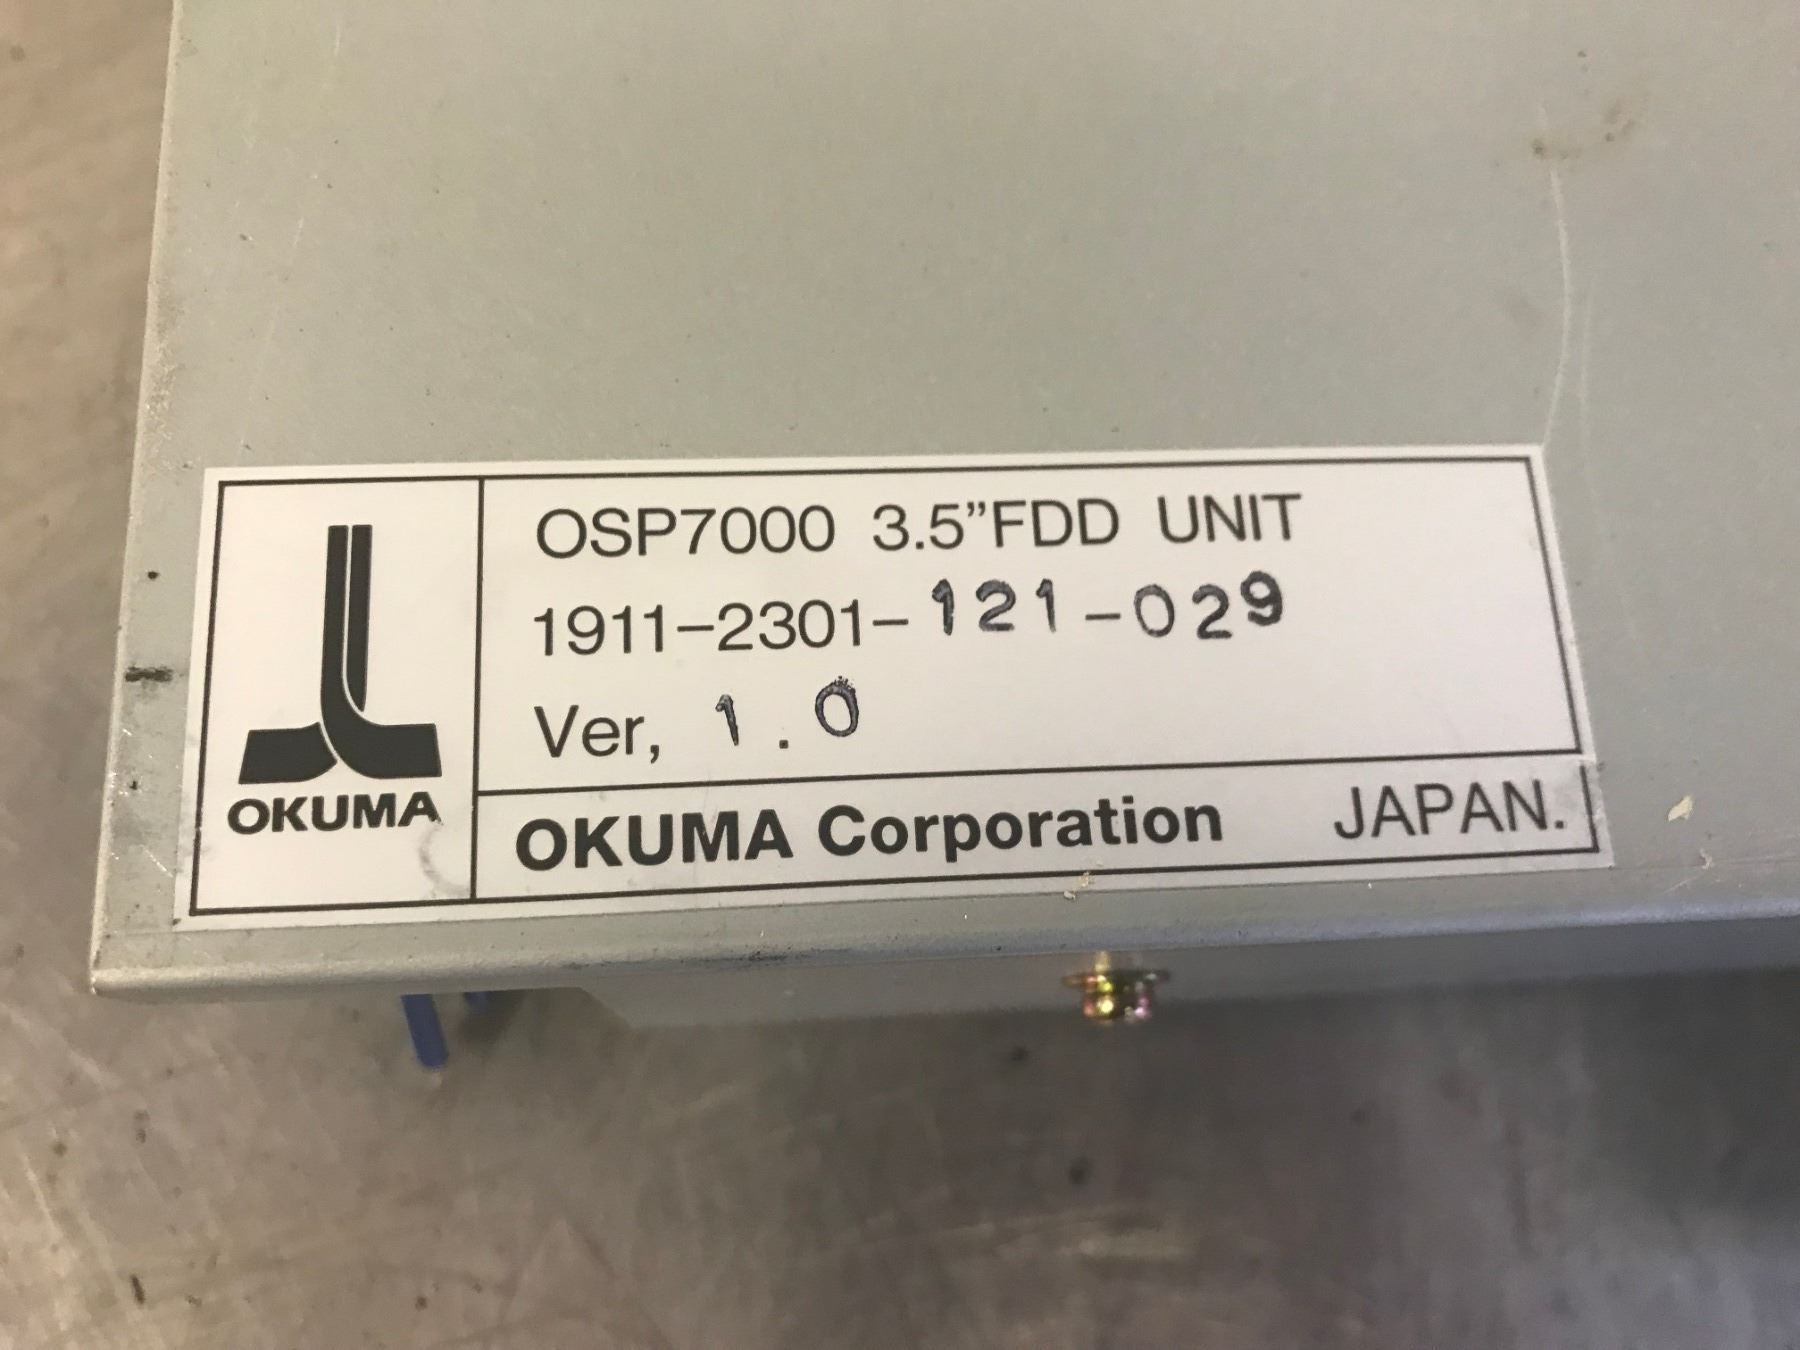 OSP7000 3.5”FDD UNIT
1911-2301-121-029
Ver, 1.0
OKUMA
OKUMA Corporation JAPAN.